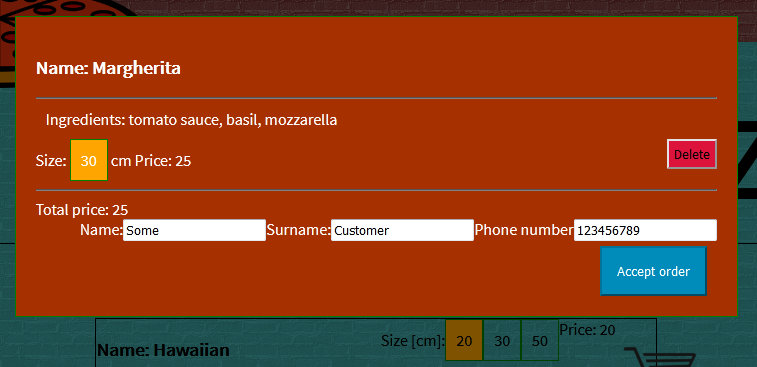 Name: Margherita
Ingredients: tomato sauce, basil, mozzarella
Size: 30 cm Price: 25 Delete
Total price: 25
Name: Some Surname: Customer Phone number 123456789
Accept order
Size [cm]: 20 30 50 Price: 20
Name: Hawaiian